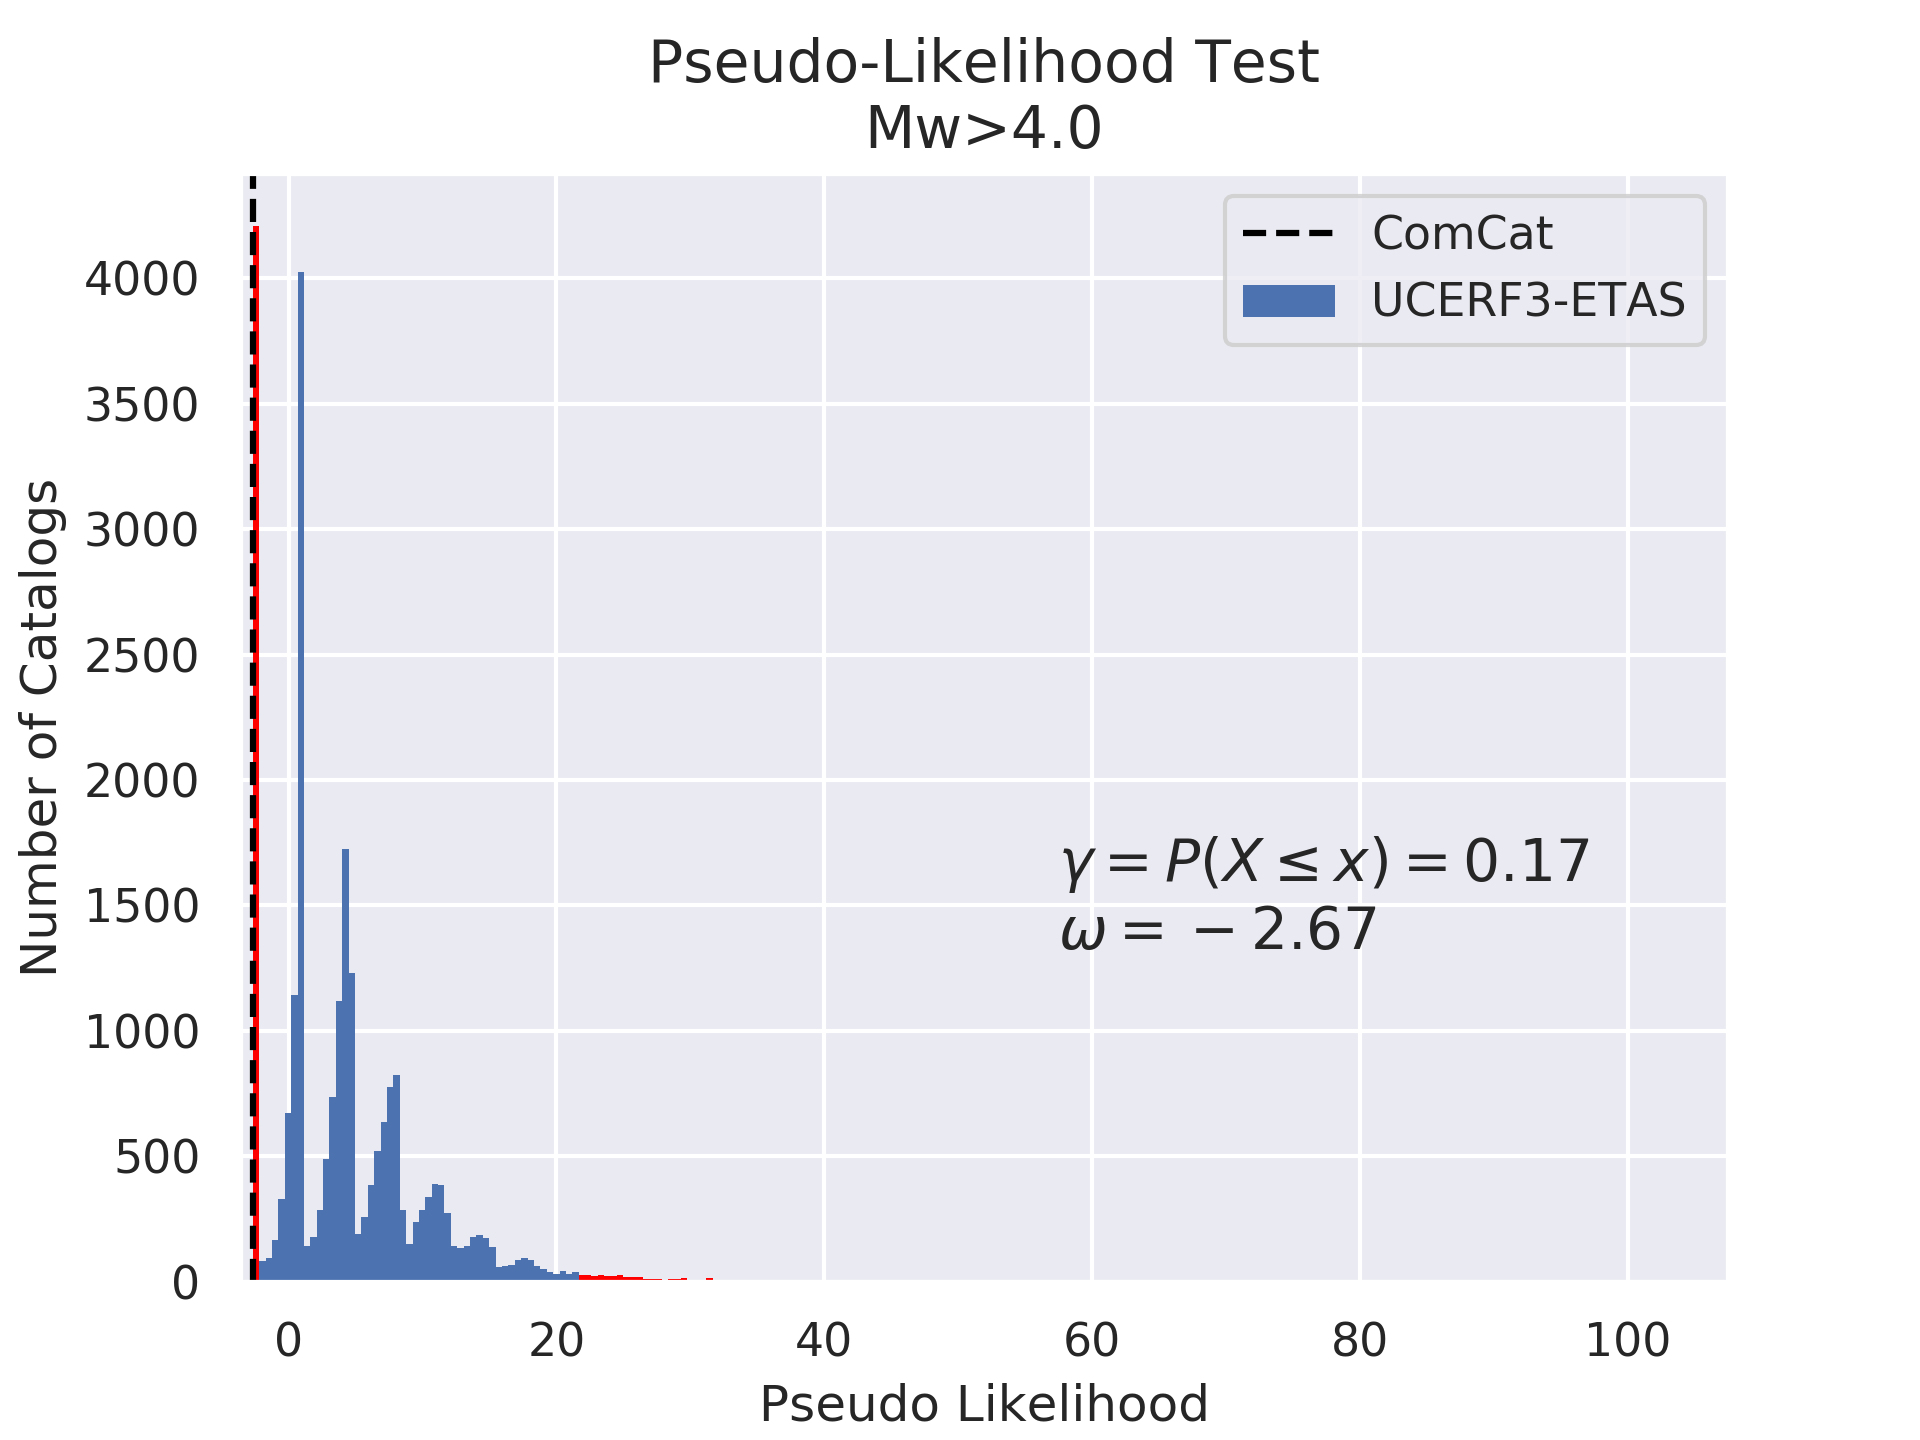 Pseudo-Likelihood Test
Mw>4.0
ComCat
UCERF3-ETAS
4000
3500
3000
2500
2000
1500
1000
500
0
Number of Catalogs
γ = P(X ≤ x) = 0.17
ω = − 2.67
0 20 40 60 80 100
Pseudo Likelihood